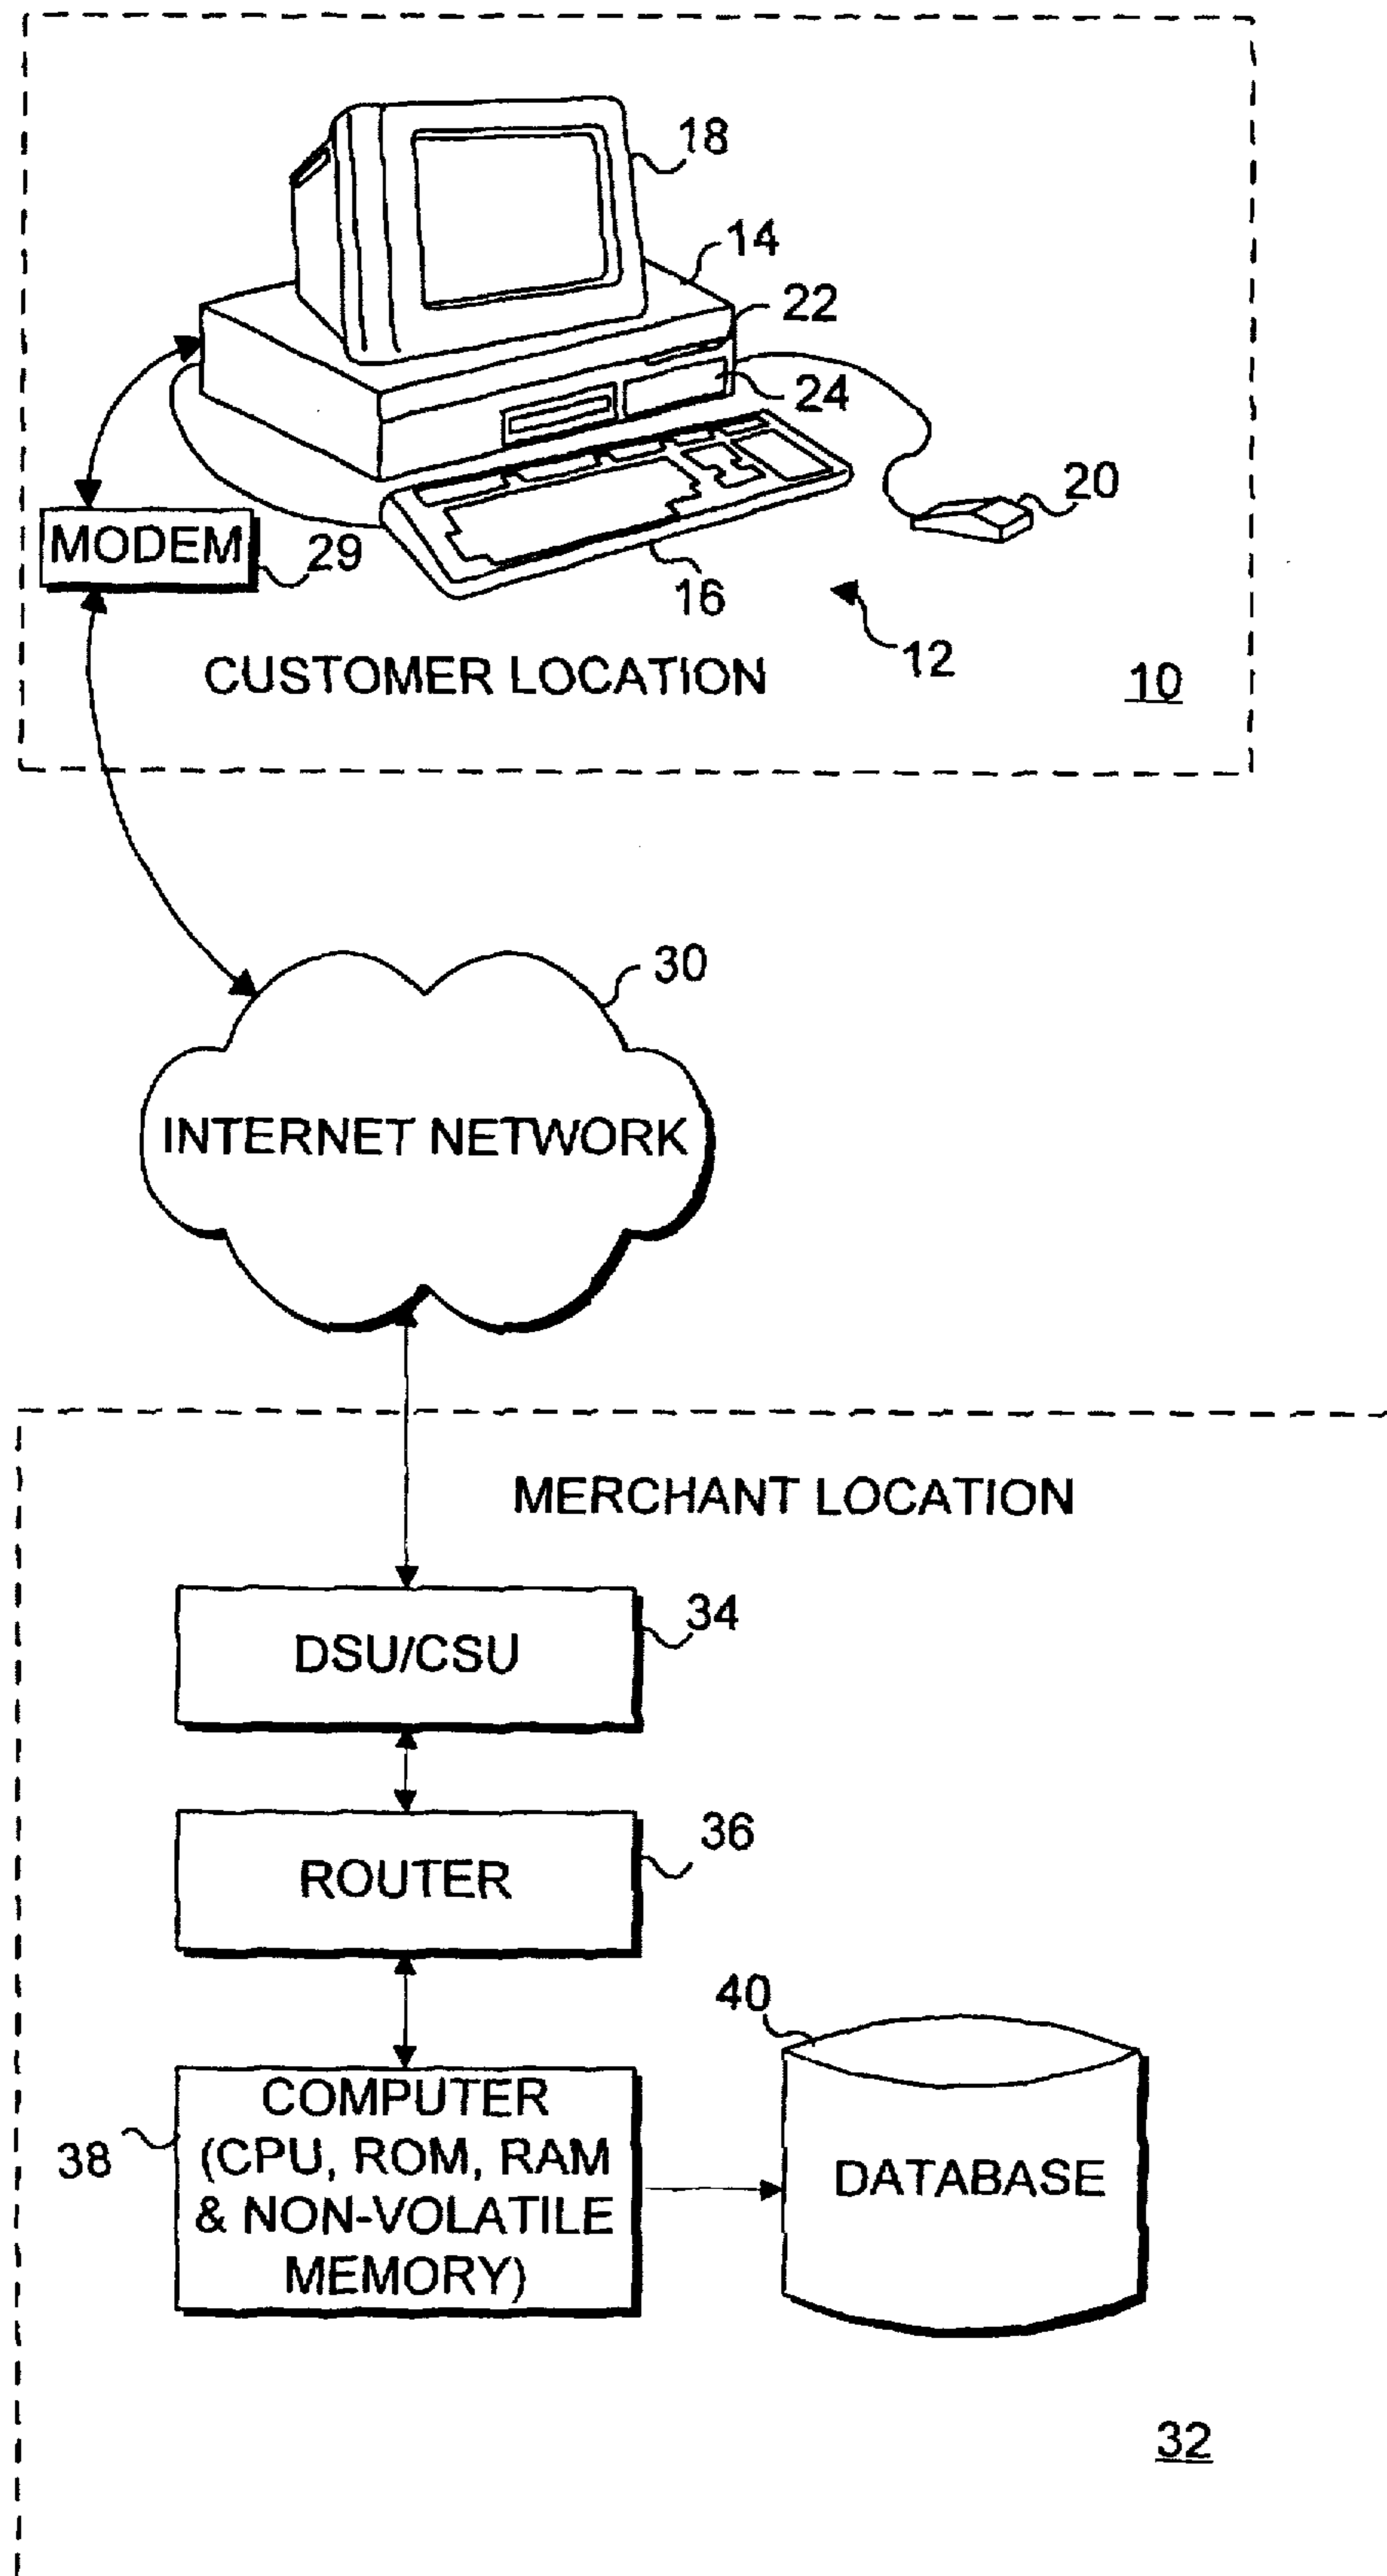 18
14
22
24
20
MODEM
29
16
12
CUSTOMER LOCATION
10
30
INTERNET NETWORK
MERCHANT LOCATION
34
DSU/CSU
36
ROUTER
40
COMPUTER
(CPU, ROM, RAM
& NON-VOLATILE
MEMORY)
38
DATABASE
32